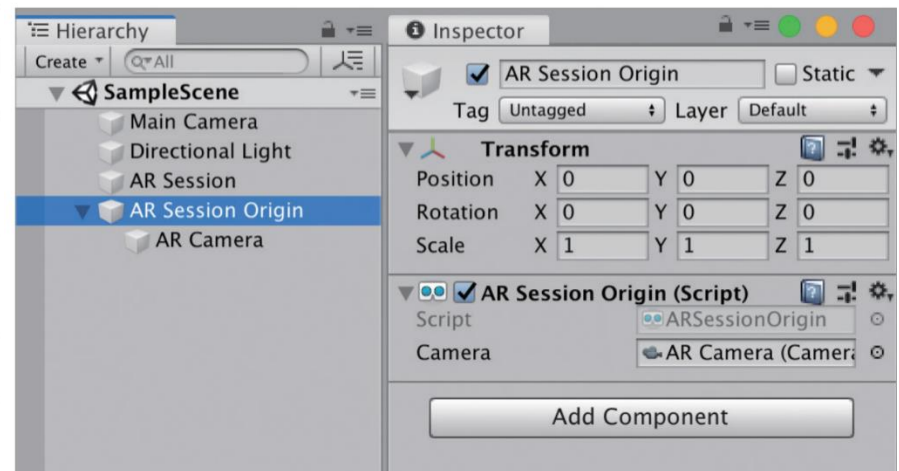 Hierarchy
Create
All
SampleScene
Main Camera
Directional Light
AR Session
AR Session Origin
AR Camera
Inspector
AR Session Origin Static
Tag Untagged Layer Default
Transform
Position X 0 Y 0 Z 0
Rotation X 0 Y 0 Z 0
Scale X 1 Y 1 Z 1
AR Session Origin (Script)
Script ARSessionOrigin
Camera AR Camera (Camera
Add Component